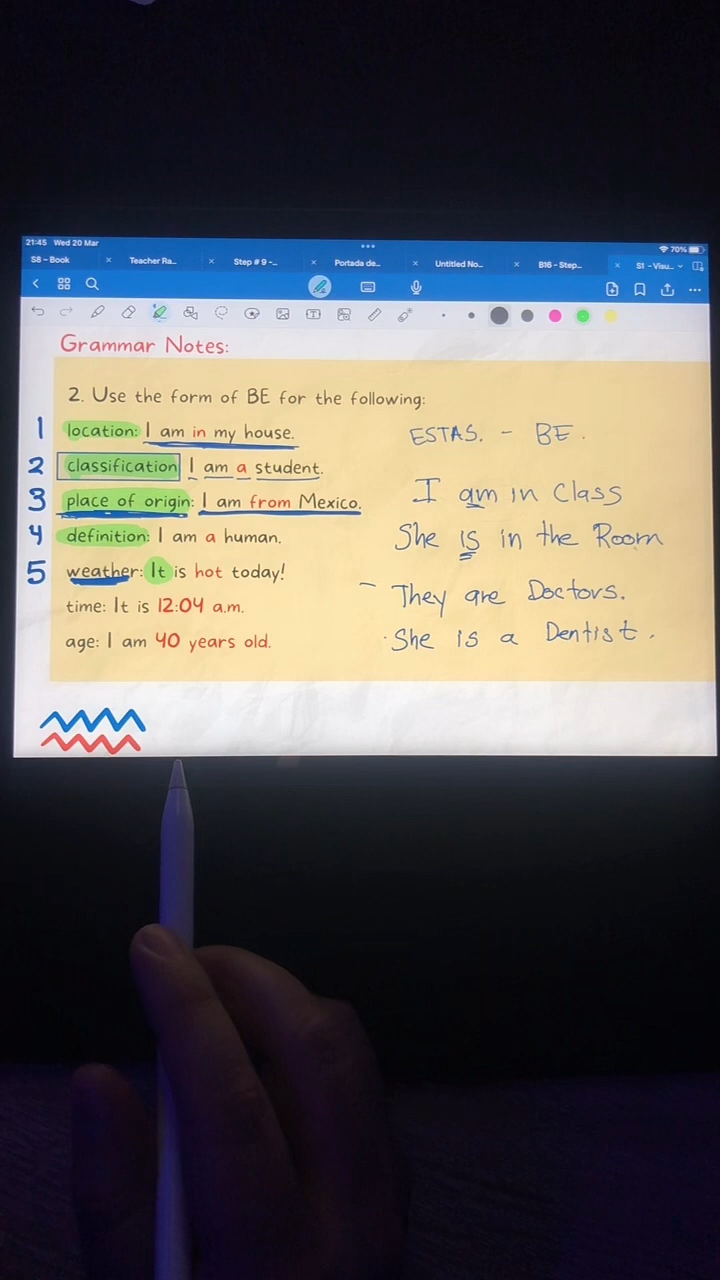 21:45 Wed 20 Mar
70%
S8 - Book
Teacher Ra...
Step # 9 -...
Portada de...
Untitled No...
B16 - Step...
S1 - Visu...
Grammar Notes:
2. Use the form of BE for the following:
1 location: I am in my house.
2 classification I am a student.
3 place of origin: I am from Mexico.
4 definition: I am a human.
5 weather: It is hot today!
time: It is 12:04 a.m.
age: I am 40 years old.
ESTAS. - BE.
I am in Class
She is in the Room
They are Doctors.
She is a Dentist.